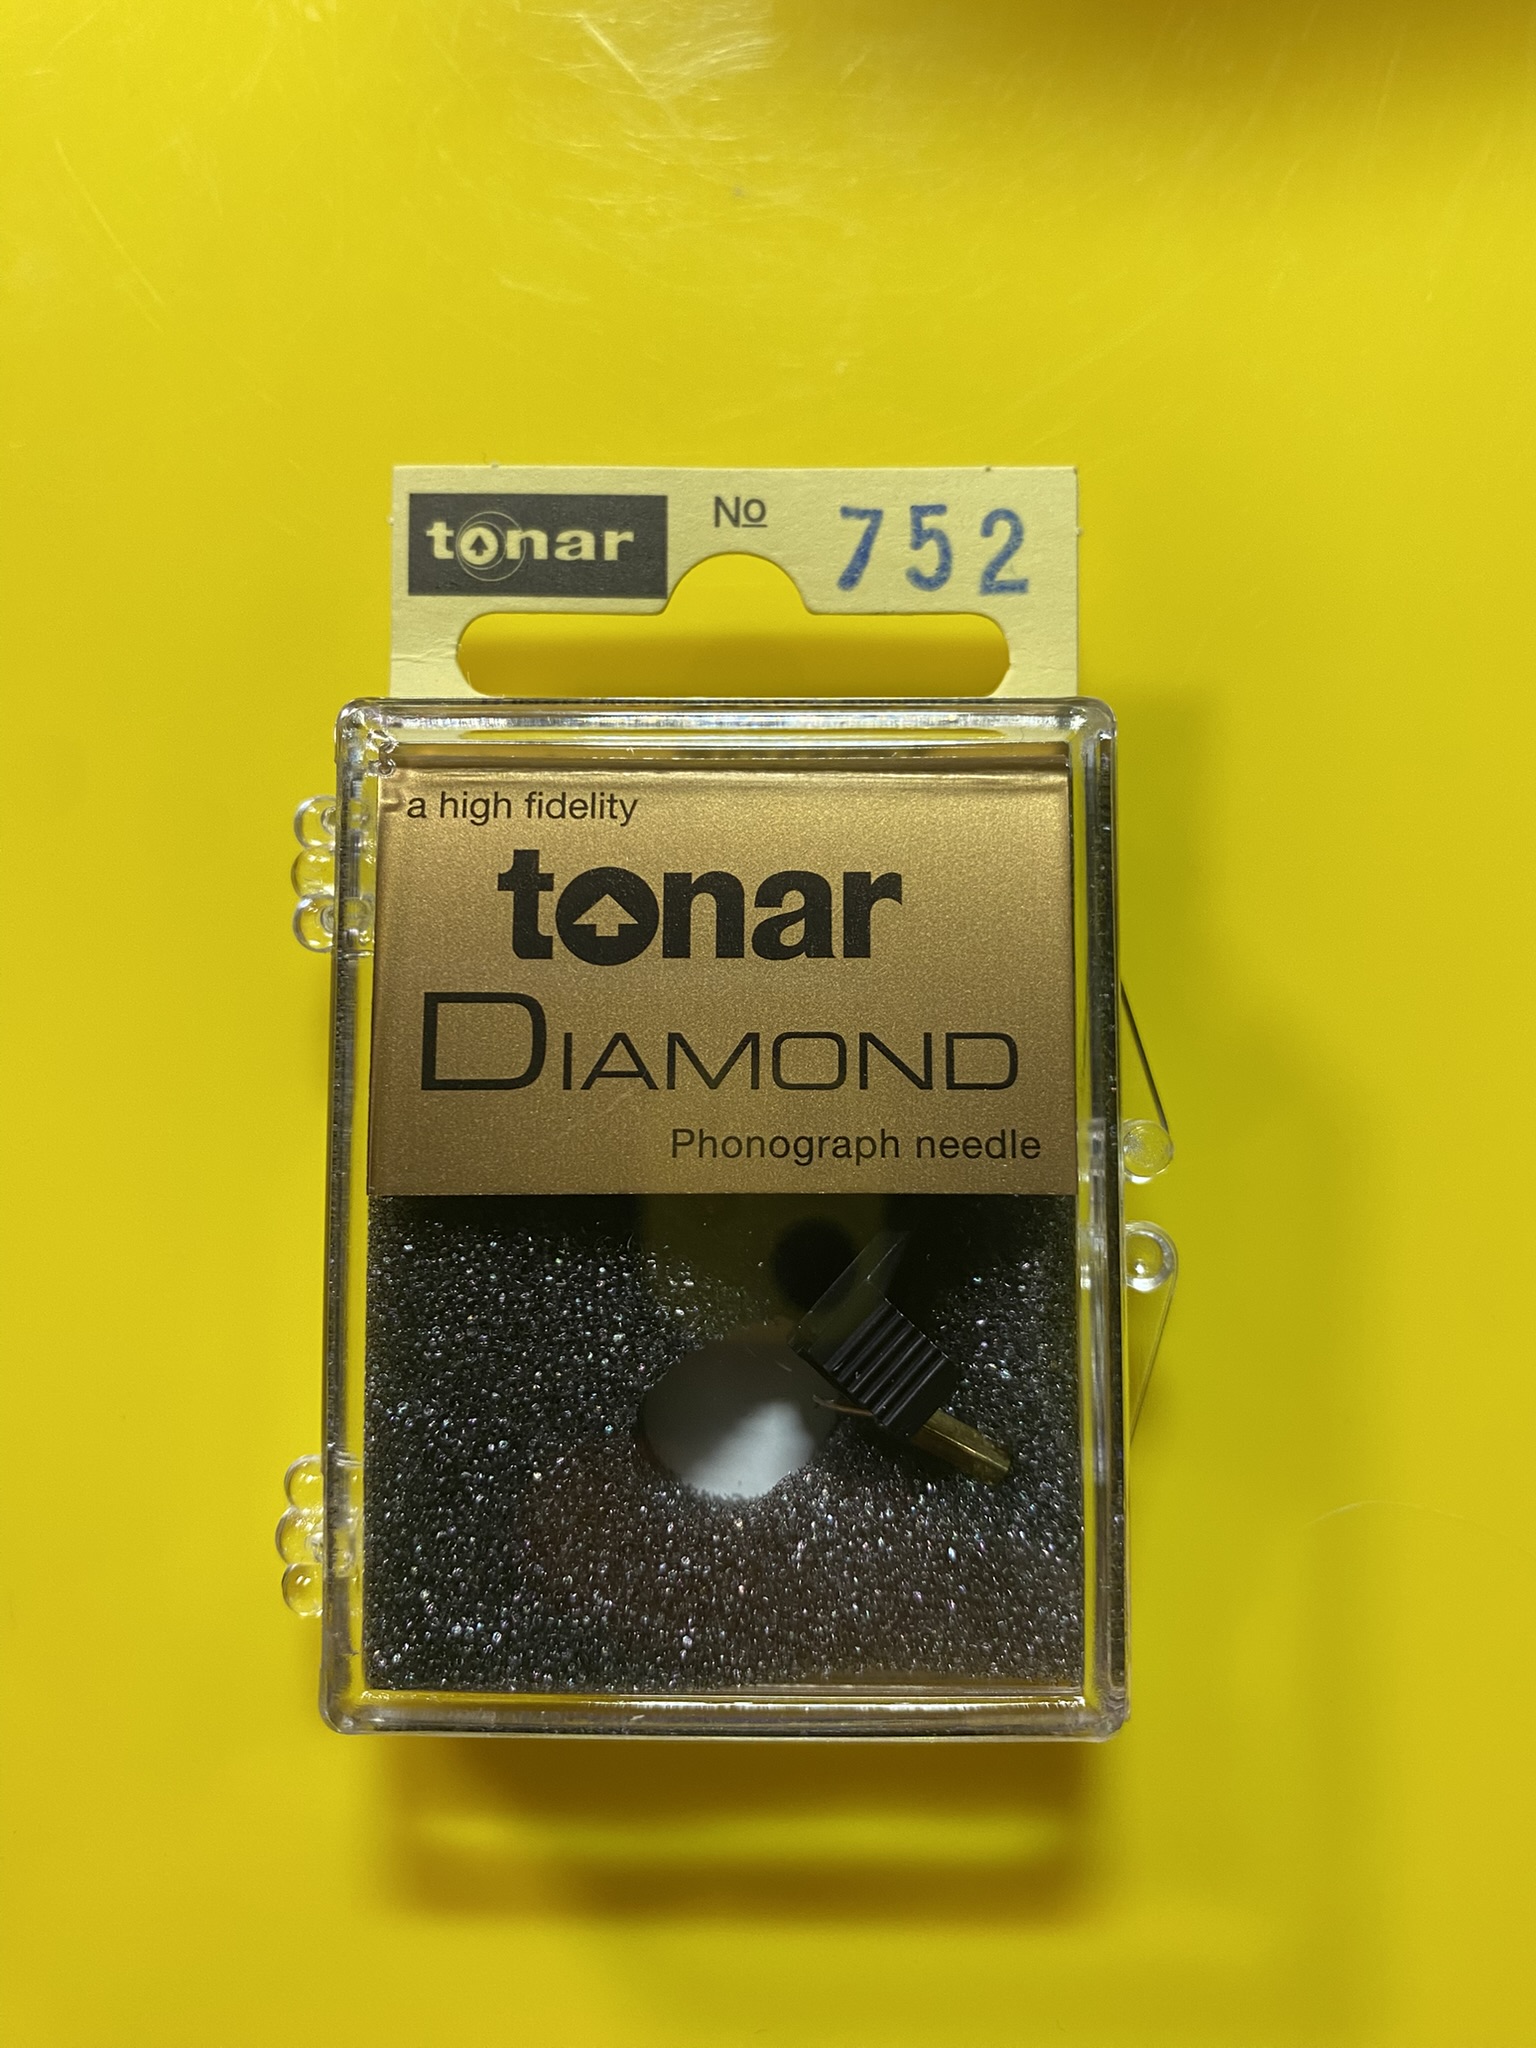 tonar
No 752
a high fidelity
tonar
DIAMOND
Phonograph needle